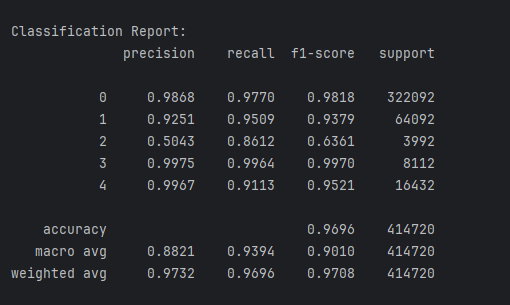 Classification Report:
              precision    recall  f1-score   support

           0     0.9868    0.9770    0.9818    322092
           1     0.9251    0.9509    0.9379     64092
           2     0.5043    0.8612    0.6361      3992
           3     0.9975    0.9964    0.9970      8112
           4     0.9967    0.9113    0.9521     16432

    accuracy                         0.9696    414720
   macro avg     0.8821    0.9394    0.9010    414720
weighted avg     0.9732    0.9696    0.9708    414720